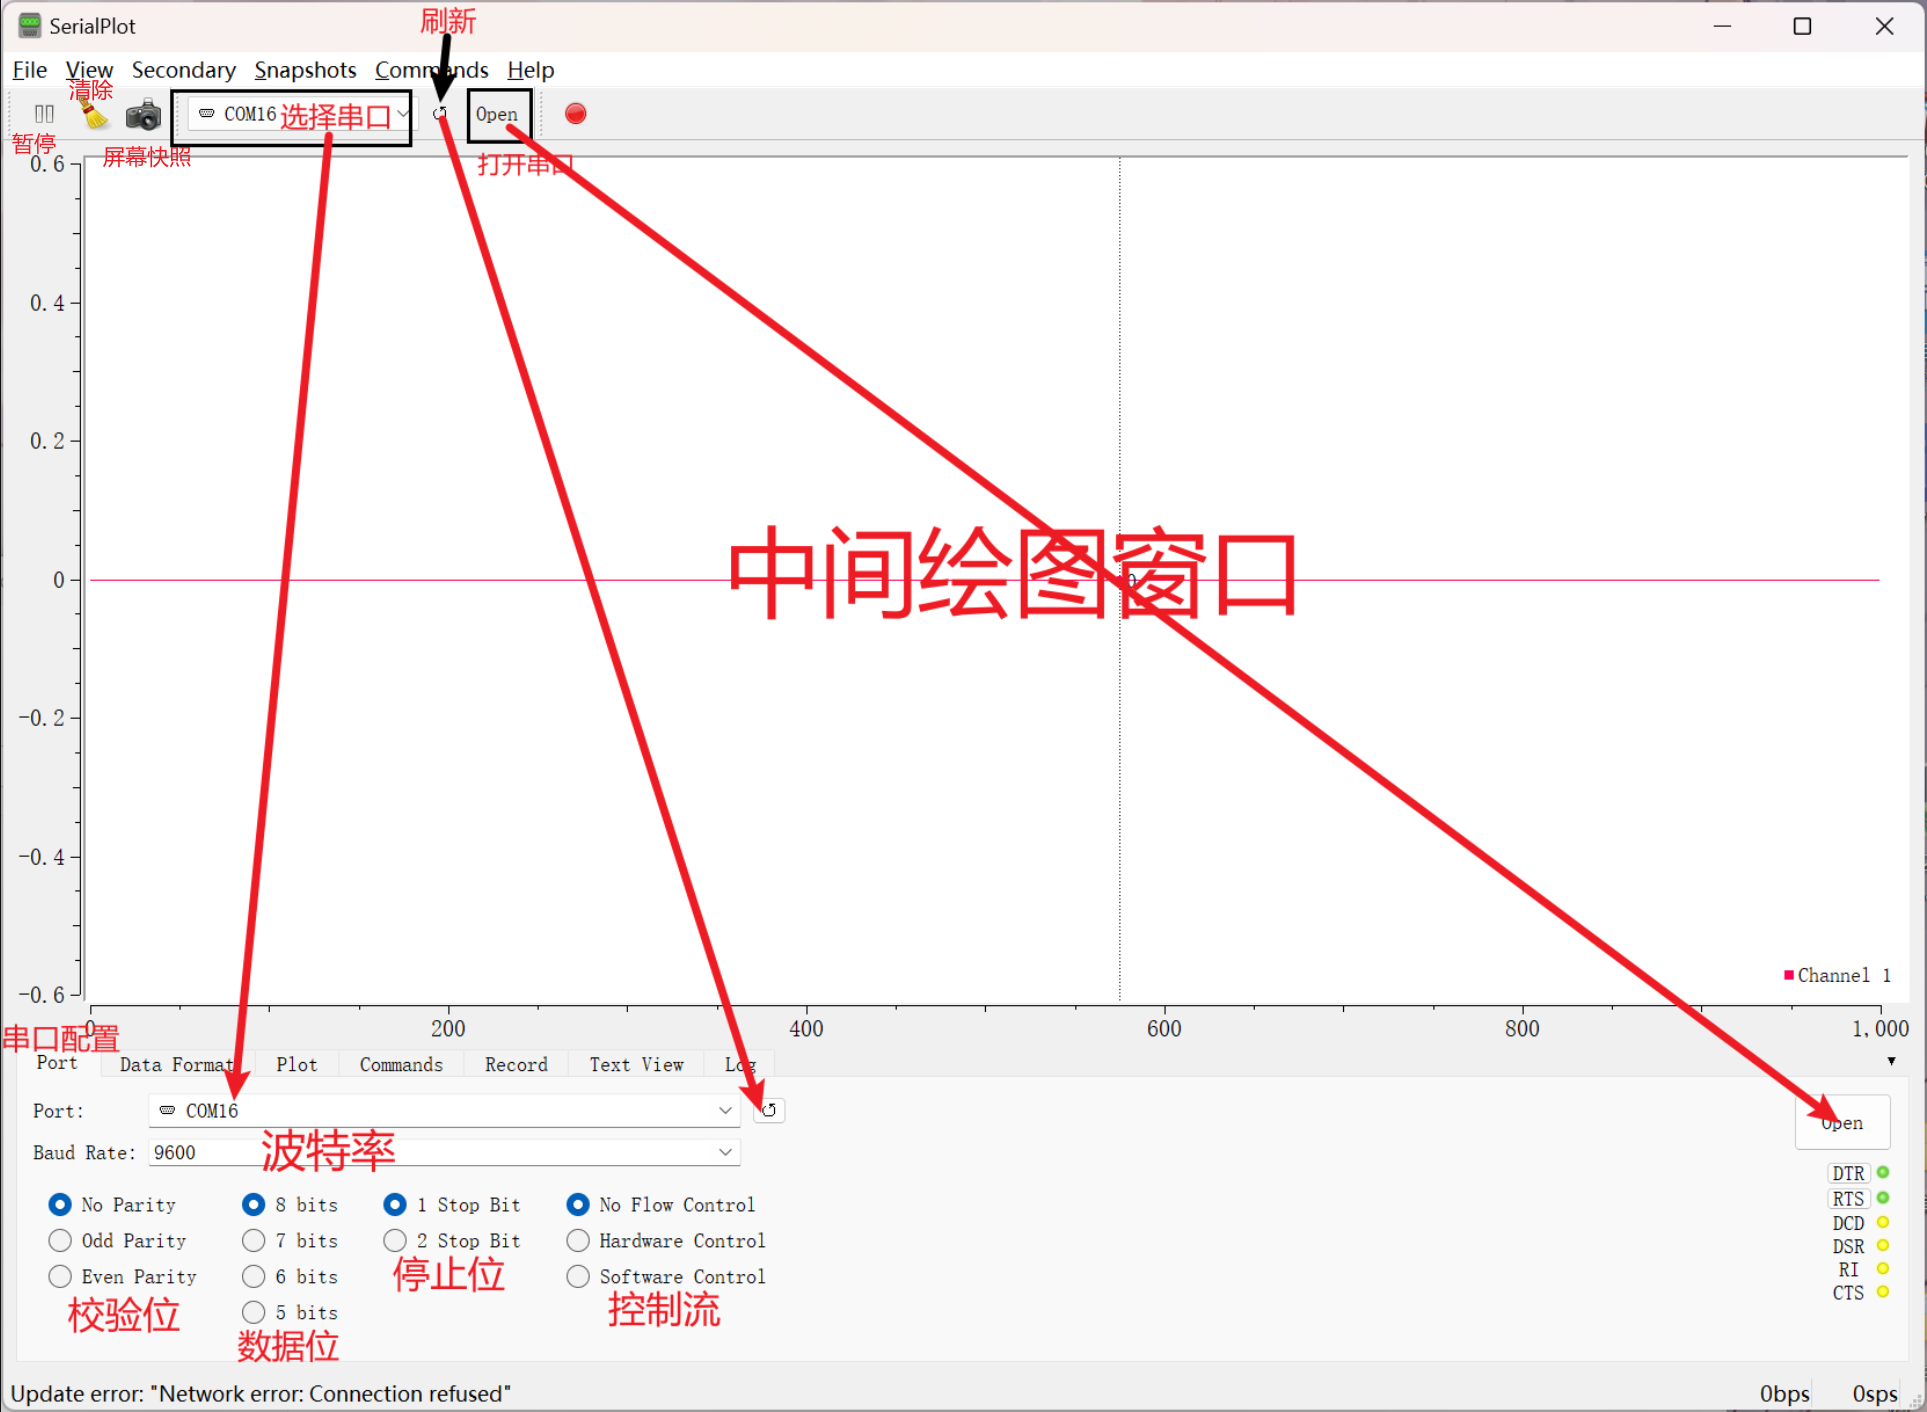 SerialPlot
刷新
File View Secondary Snapshots Commands Help
清除
COM16 选择串口 Open
暂停
屏幕快照
打开串口
0.6
0.4
0.2
中间绘图窗口
0
0
-0.2
-0.4
Channel 1
-0.6
0 200 400 600 800 1,000
串口配置
Port Data Format Plot Commands Record Text View Log
Port: COM16
Open
Baud Rate: 9600 波特率
DTR
RTS
DCD
DSR
RI
CTS
No Parity 8 bits 1 Stop Bit No Flow Control
Odd Parity 7 bits 2 Stop Bit Hardware Control
Even Parity 6 bits 停止位 Software Control
校验位 5 bits 控制流
数据位
Update error: "Network error: Connection refused" 0bps 0sps